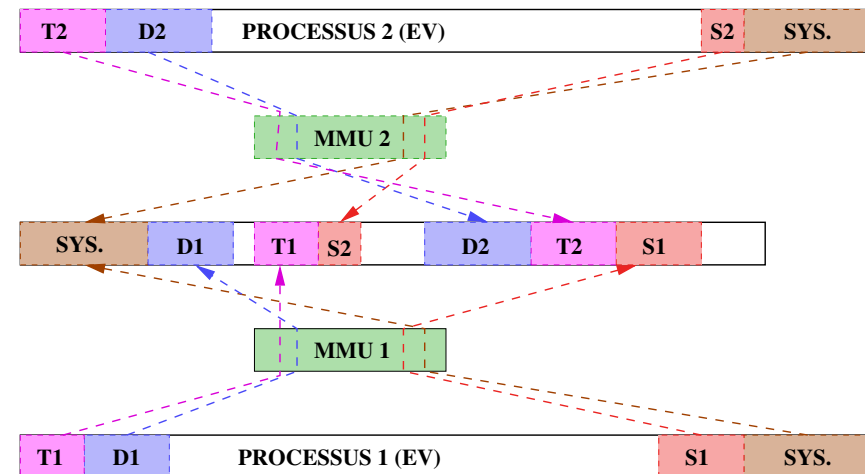 T2 D2 PROCESSUS 2 (EV) S2 SYS.
MMU 2
SYS. D1 T1 S2 D2 T2 S1
MMU 1
T1 D1 PROCESSUS 1 (EV) S1 SYS.